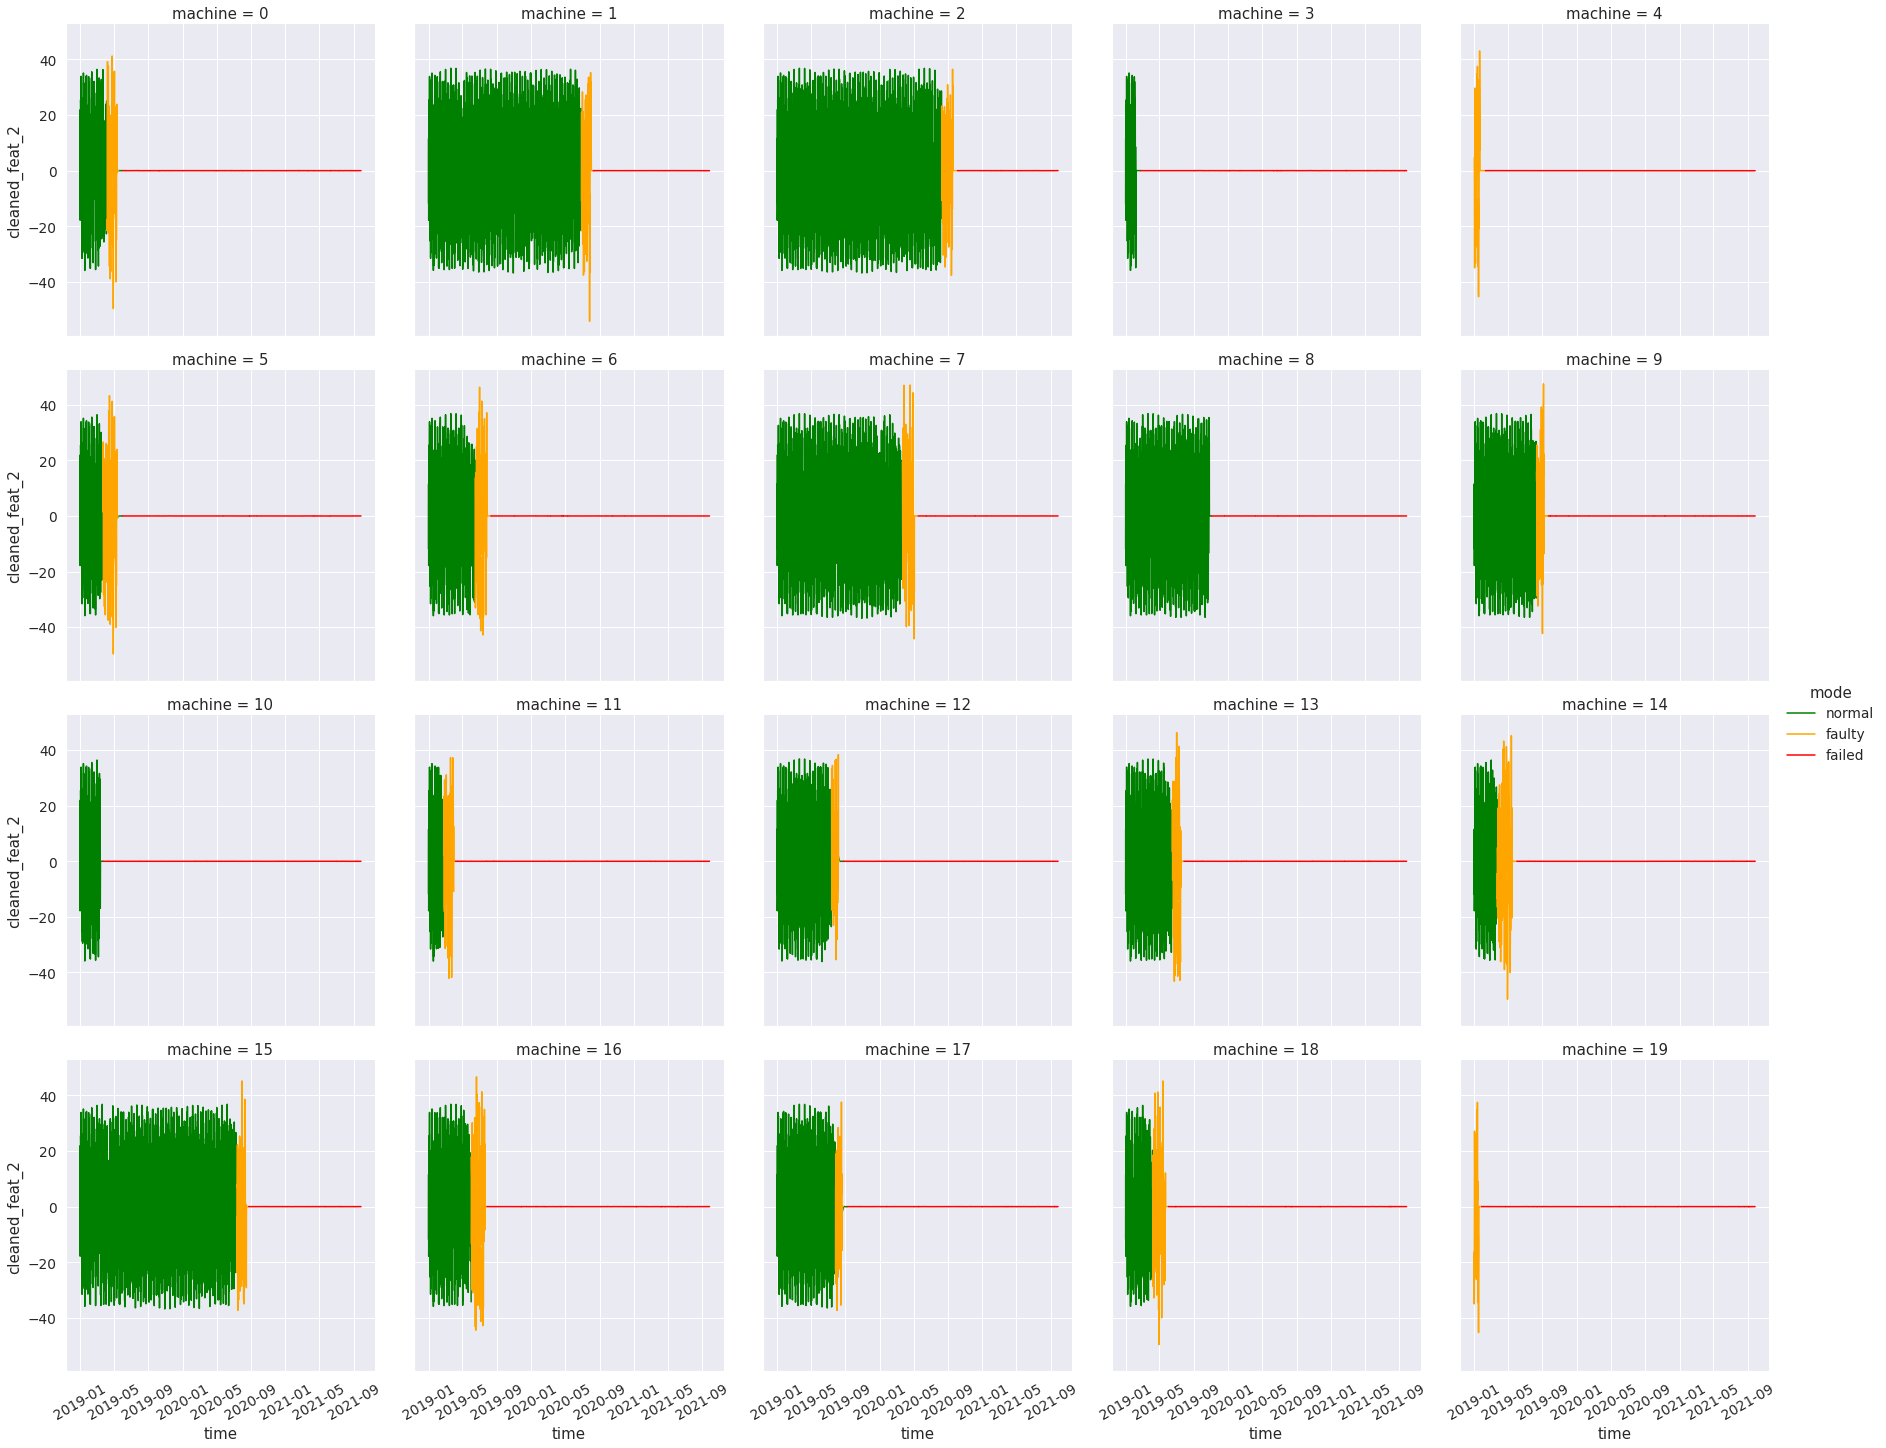 machine = 0 machine = 1 machine = 2 machine = 3 machine = 4
40
20
0
−20
−40
cleaned_feat_2
machine = 5 machine = 6 machine = 7 machine = 8 machine = 9
40
20
0
−20
−40
cleaned_feat_2
machine = 10 machine = 11 machine = 12 machine = 13 machine = 14
40
20
0
−20
−40
cleaned_feat_2
mode
normal
faulty
failed
machine = 15 machine = 16 machine = 17 machine = 18 machine = 19
40
20
0
−20
−40
cleaned_feat_2
2019-01 2019-05 2019-09 2020-01 2020-05 2020-09 2021-01 2021-05 2021-09 2019-01 2019-05 2019-09 2020-01 2020-05 2020-09 2021-01 2021-05 2021-09 2019-01 2019-05 2019-09 2020-01 2020-05 2020-09 2021-01 2021-05 2021-09 2019-01 2019-05 2019-09 2020-01 2020-05 2020-09 2021-01 2021-05 2021-09 2019-01 2019-05 2019-09 2020-01 2020-05 2020-09 2021-01 2021-05 2021-09
time time time time time